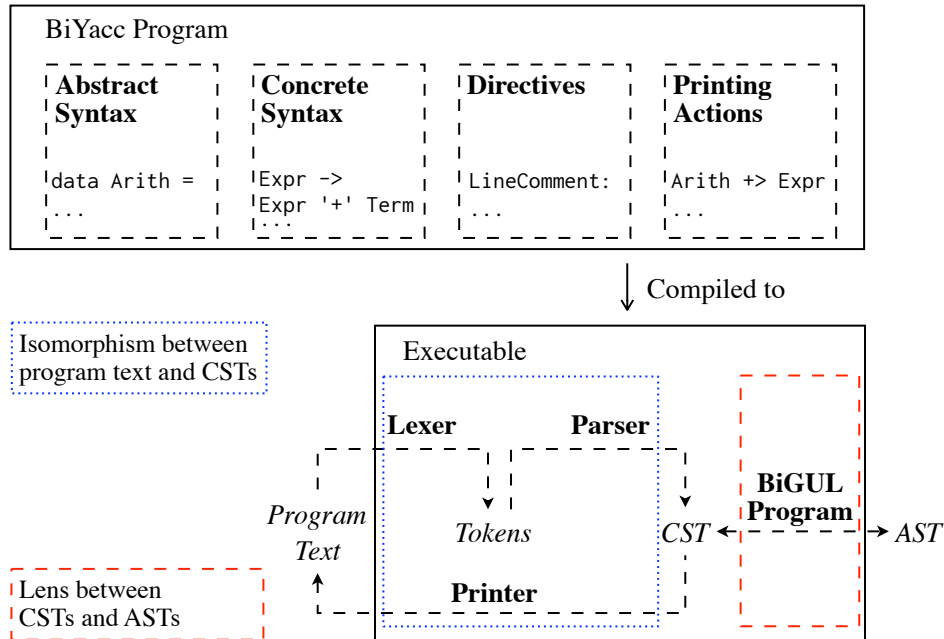 BiYacc Program
Abstract
Syntax
data Arith =
...
Concrete
Syntax
Expr ->
Expr '+' Term
...
Directives
LineComment:
...
Printing
Actions
Arith +> Expr
...
Compiled to
Isomorphism between
program text and CSTs
Executable
Lexer
Parser
Program
Text
Tokens
CST
BiGUL
Program
AST
Printer
Lens between
CSTs and ASTs